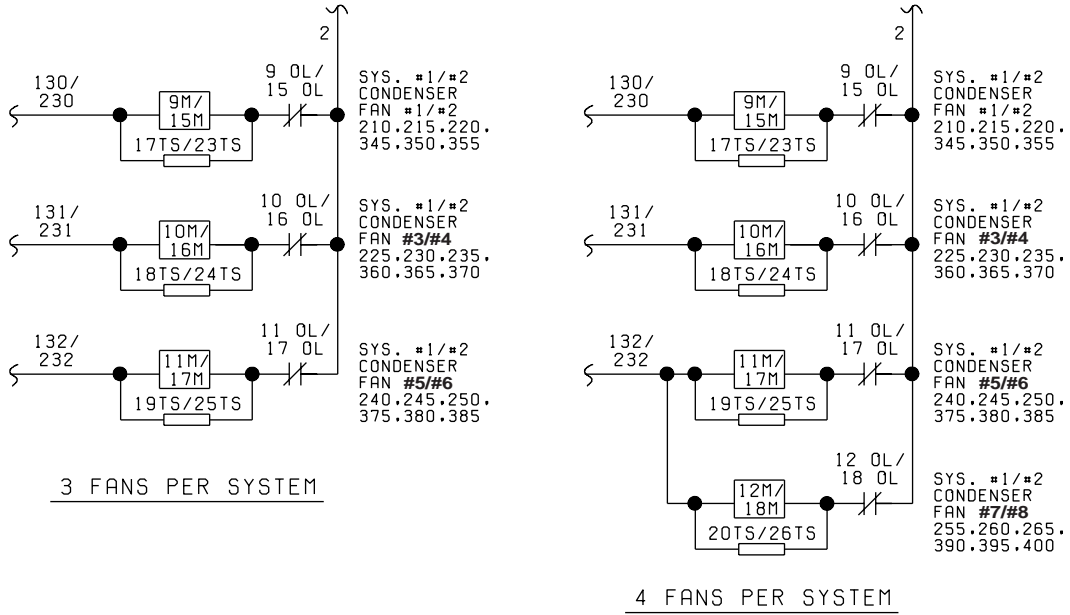 2
130/
230
9M/
15M
17TS/23TS
9 OL/
15 OL
SYS. #1/#2
CONDENSER
FAN #1/#2
210,215,220,
345,350,355
131/
231
10M/
16M
18TS/24TS
10 OL/
16 OL
SYS. #1/#2
CONDENSER
FAN #3/#4
225,230,235,
360,365,370
132/
232
11M/
17M
19TS/25TS
11 OL/
17 OL
SYS. #1/#2
CONDENSER
FAN #5/#6
240,245,250,
375,380,385
3 FANS PER SYSTEM
2
130/
230
9M/
15M
17TS/23TS
9 OL/
15 OL
SYS. #1/#2
CONDENSER
FAN #1/#2
210,215,220,
345,350,355
131/
231
10M/
16M
18TS/24TS
10 OL/
16 OL
SYS. #1/#2
CONDENSER
FAN #3/#4
225,230,235,
360,365,370
132/
232
11M/
17M
19TS/25TS
11 OL/
17 OL
SYS. #1/#2
CONDENSER
FAN #5/#6
240,245,250,
375,380,385
12M/
18M
20TS/26TS
12 OL/
18 OL
SYS. #1/#2
CONDENSER
FAN #7/#8
255,260,265,
390,395,400
4 FANS PER SYSTEM